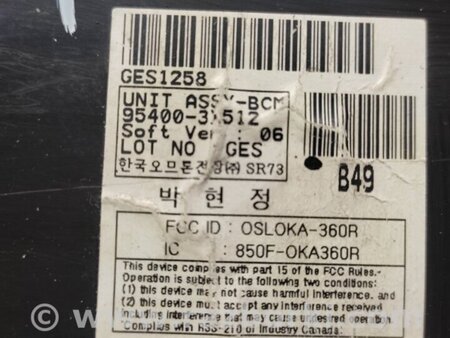 GES1258
UNIT ASSY-BCM
95400-3X512
Soft Ver : 06
LOT NO GES
한국오므론전장㈜ SR73
B49
박현정
FCC ID : OSLOKA-360R
IC : 850F-OKA360R
This device complies with part 15 of the FCC Rules.
Operation is subject to the following two conditions:
(1) this device may not cause harmful interference, and
(2) this device must accept any interference received
including interference that may cause undesired operation.
Complies with RSS-210 of Industry Canada.
©